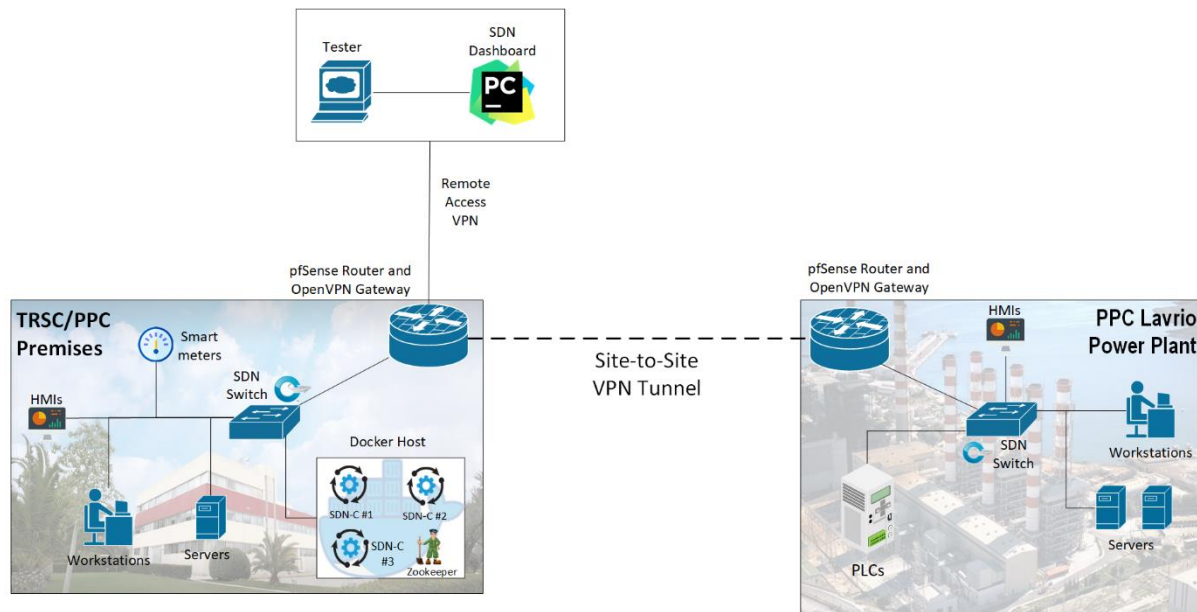 Tester
SDN
Dashboard
PC
Remote
Access
VPN
pfSense Router and
OpenVPN Gateway
TRSC/PPC
Premises
Smart
meters
SDN
Switch
HMIs
Docker Host
SDN-C #1
SDN-C #2
SDN-C
#3
Zookeeper
Workstations
Servers
Site-to-Site
VPN Tunnel
pfSense Router and
OpenVPN Gateway
HMIs
PPC Lavrio
Power Plant
SDN
Switch
Workstations
PLCs
Servers